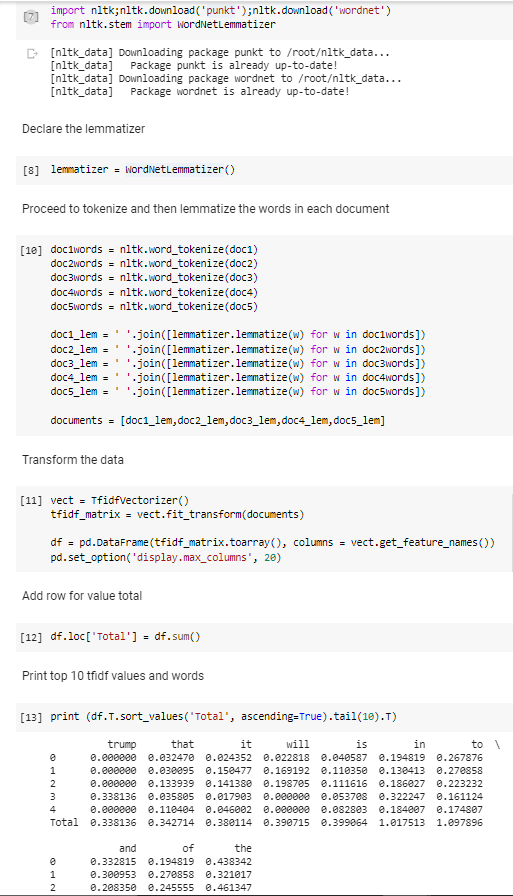 [7] import nltk;nltk.download('punkt');nltk.download('wordnet')
from nltk.stem import WordNetLemmatizer
[nltk_data] Downloading package punkt to /root/nltk_data...
[nltk_data]   Package punkt is already up-to-date!
[nltk_data] Downloading package wordnet to /root/nltk_data...
[nltk_data]   Package wordnet is already up-to-date!
Declare the lemmatizer
[8] lemmatizer = WordNetLemmatizer()
Proceed to tokenize and then lemmatize the words in each document
[10] doc1words = nltk.word_tokenize(doc1)
doc2words = nltk.word_tokenize(doc2)
doc3words = nltk.word_tokenize(doc3)
doc4words = nltk.word_tokenize(doc4)
doc5words = nltk.word_tokenize(doc5)
doc1_lem = ' '.join([lemmatizer.lemmatize(w) for w in doc1words])
doc2_lem = ' '.join([lemmatizer.lemmatize(w) for w in doc2words])
doc3_lem = ' '.join([lemmatizer.lemmatize(w) for w in doc3words])
doc4_lem = ' '.join([lemmatizer.lemmatize(w) for w in doc4words])
doc5_lem = ' '.join([lemmatizer.lemmatize(w) for w in doc5words])
documents = [doc1_lem,doc2_lem,doc3_lem,doc4_lem,doc5_lem]
Transform the data
[11] vect = TfidfVectorizer()
tfidf_matrix = vect.fit_transform(documents)
df = pd.DataFrame(tfidf_matrix.toarray(), columns = vect.get_feature_names())
pd.set_option('display.max_columns', 20)
Add row for value total
[12] df.loc['Total'] = df.sum()
Print top 10 tfidf values and words
[13] print (df.T.sort_values('Total', ascending=True).tail(10).T)
trump that it will is in to \
0 0.000000 0.032470 0.024352 0.022818 0.040587 0.194819 0.267876
1 0.000000 0.030095 0.150477 0.169192 0.110350 0.130413 0.270858
2 0.000000 0.133939 0.141380 0.198705 0.111616 0.186027 0.223232
3 0.338136 0.035805 0.017903 0.000000 0.053708 0.322247 0.161124
4 0.000000 0.110404 0.046002 0.000000 0.082803 0.184007 0.174807
Total 0.338136 0.342714 0.380114 0.390715 0.399064 1.017513 1.097896
and of the
0 0.332815 0.194819 0.438342
1 0.300953 0.270858 0.321017
2 0.208350 0.245555 0.461347